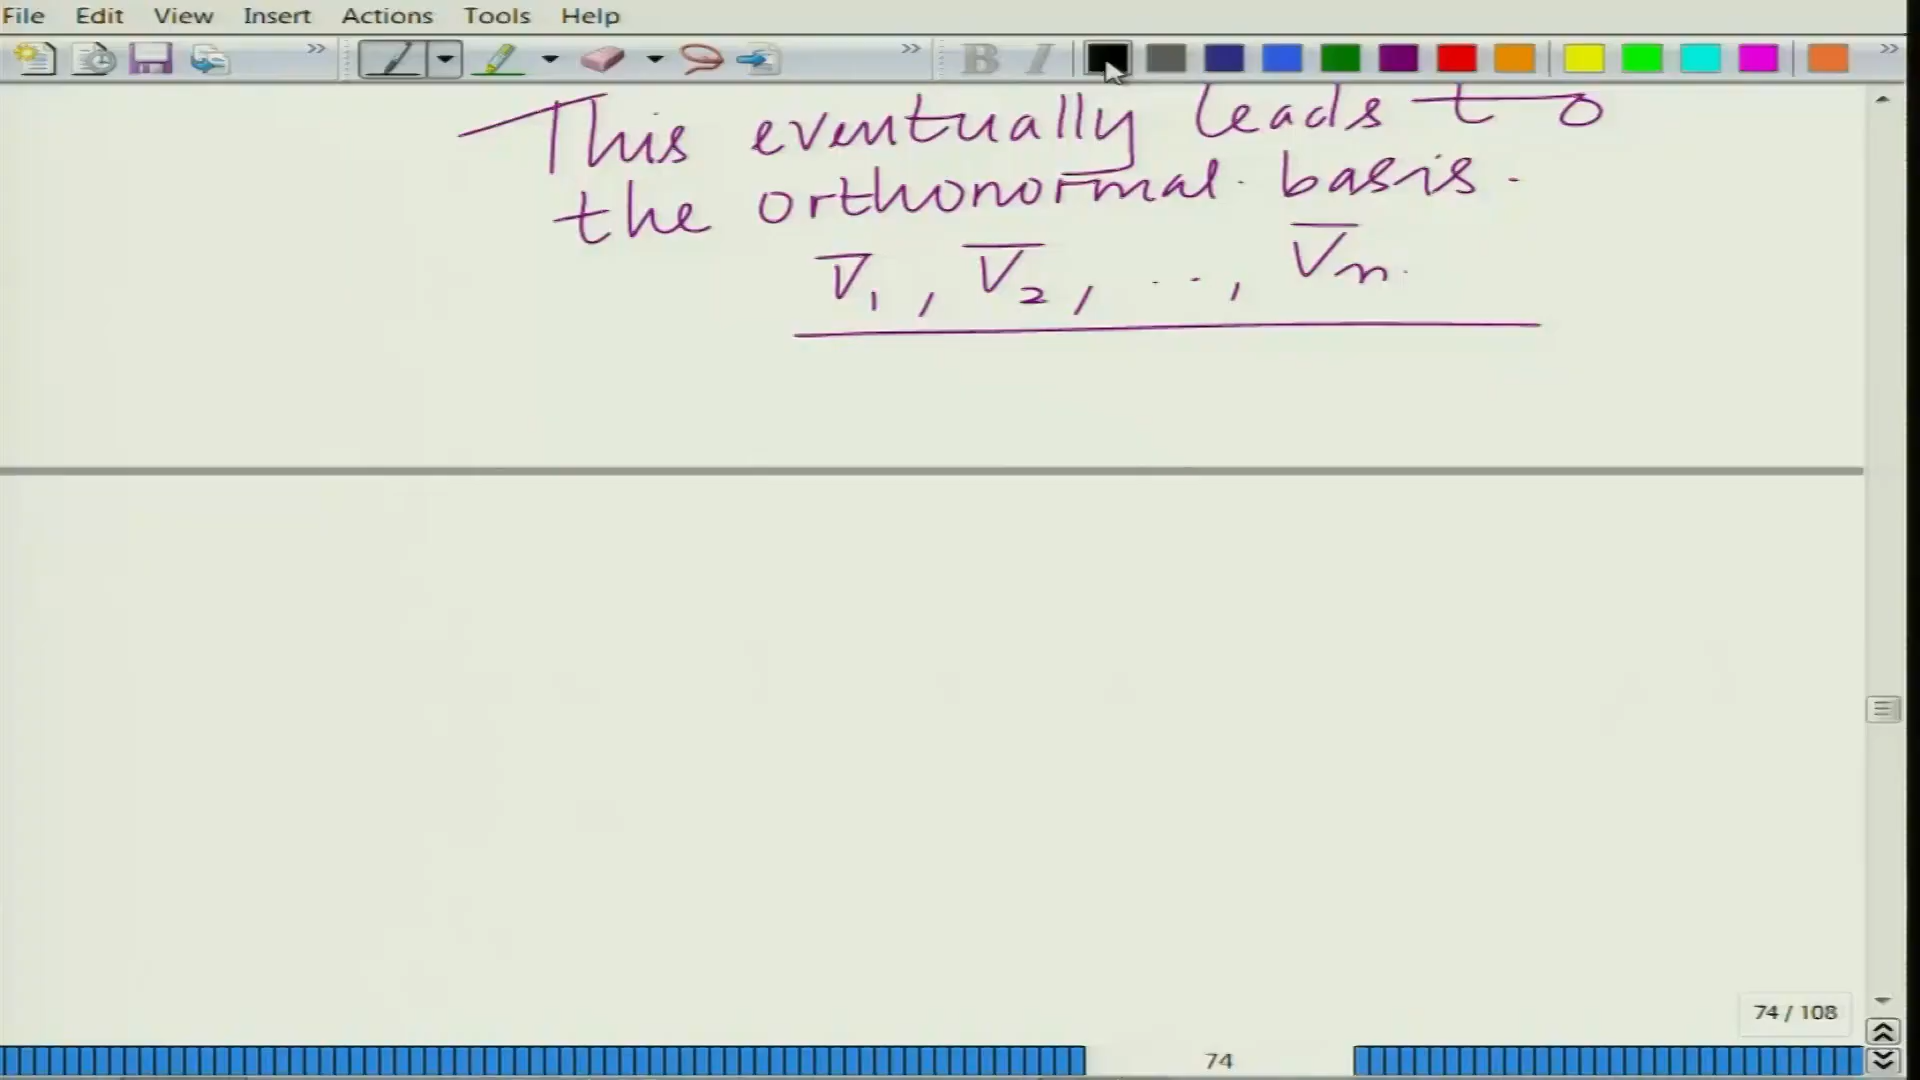 File Edit View Insert Actions Tools Help
B I
This eventually leads to
the orthonormal basis.
V̅₁, V̅₂, ..., V̅ₙ.
74 / 108
74